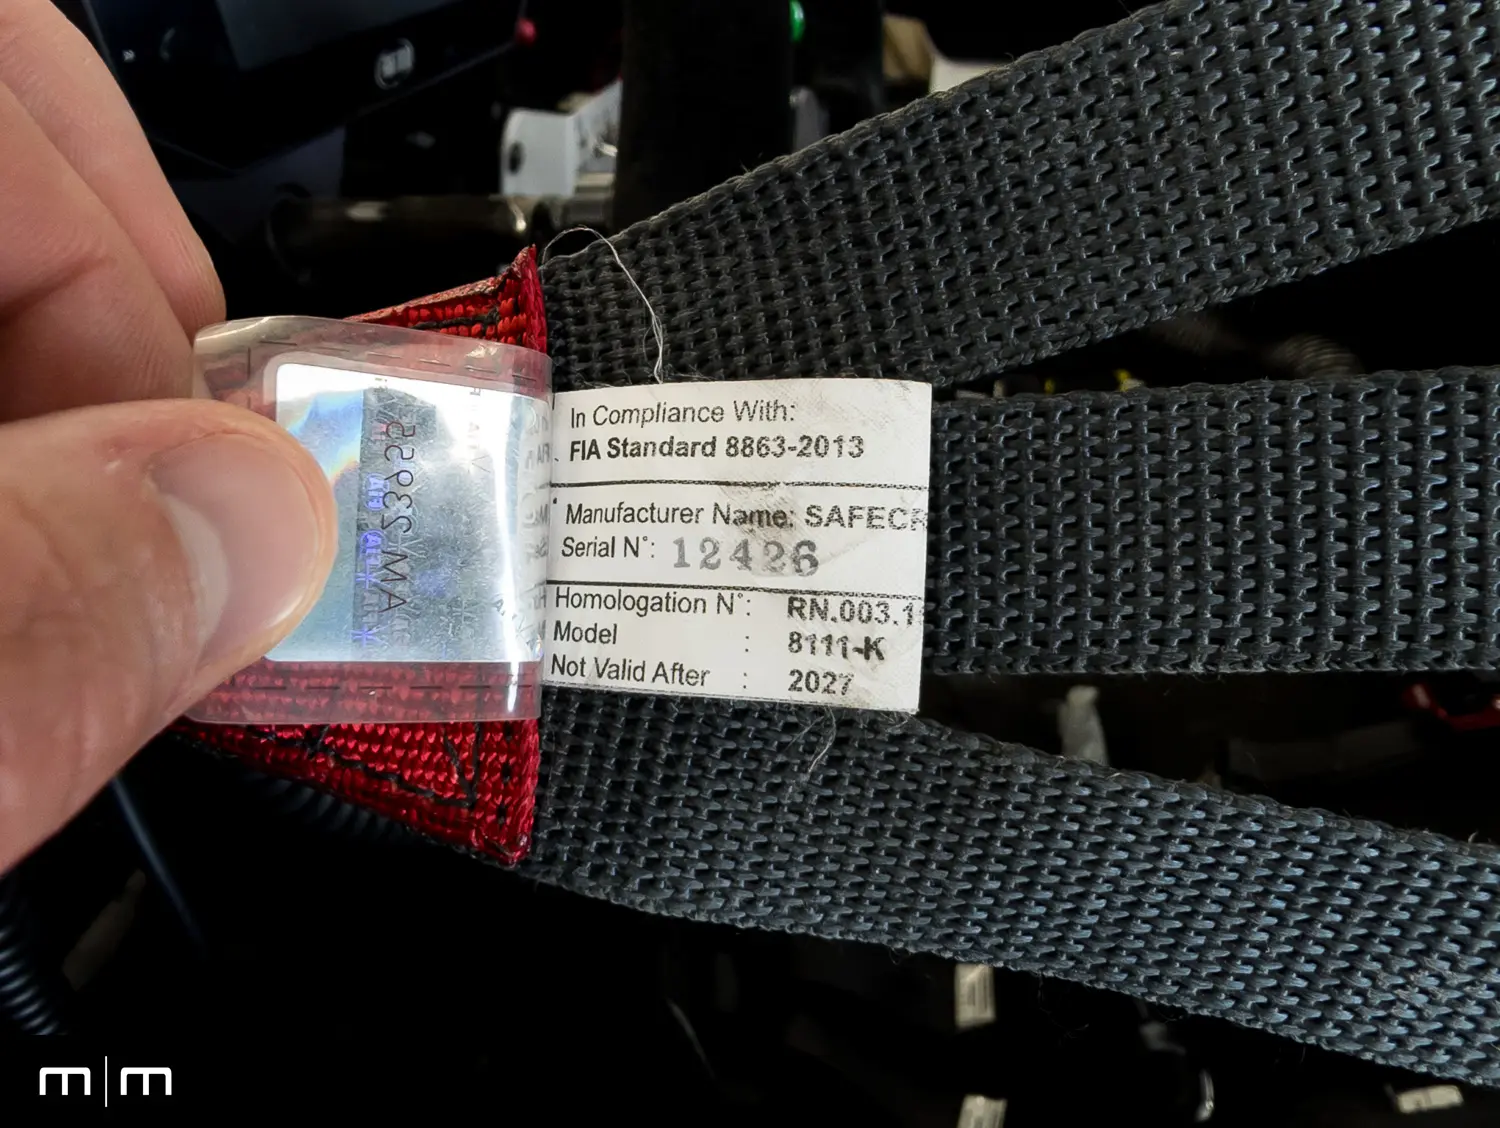 In Compliance With:
FIA Standard 8863-2013
Manufacturer Name: SAFECR
Serial N°: 12426
Homologation N°: RN.003.1
Model : 8111-K
Not Valid After : 2027
m|m